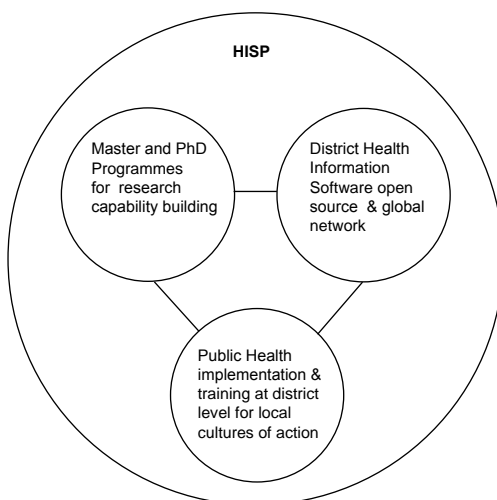 HISP
Master and PhD
Programmes
for research
capability building
District Health
Information
Software open
source & global
network
Public Health
implementation &
training at district
level for local
cultures of action